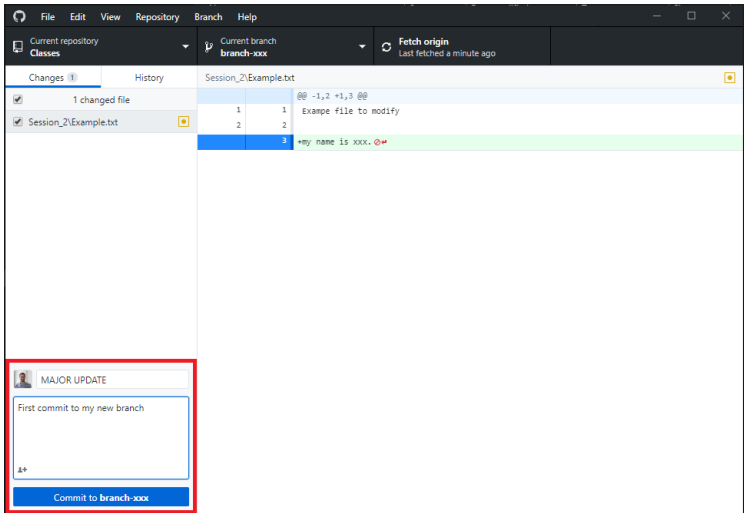 File Edit View Repository Branch Help
Current repository
Classes
Current branch
branch-xxx
Fetch origin
Last fetched a minute ago
Changes 1
History
Session_2\Example.txt
1 changed file
@@ -1,2 +1,3 @@
Session_2\Example.txt
1 1 Exampe file to modify
2 2
3 +my name is xxx.
MAJOR UPDATE
First commit to my new branch
Commit to branch-xxx